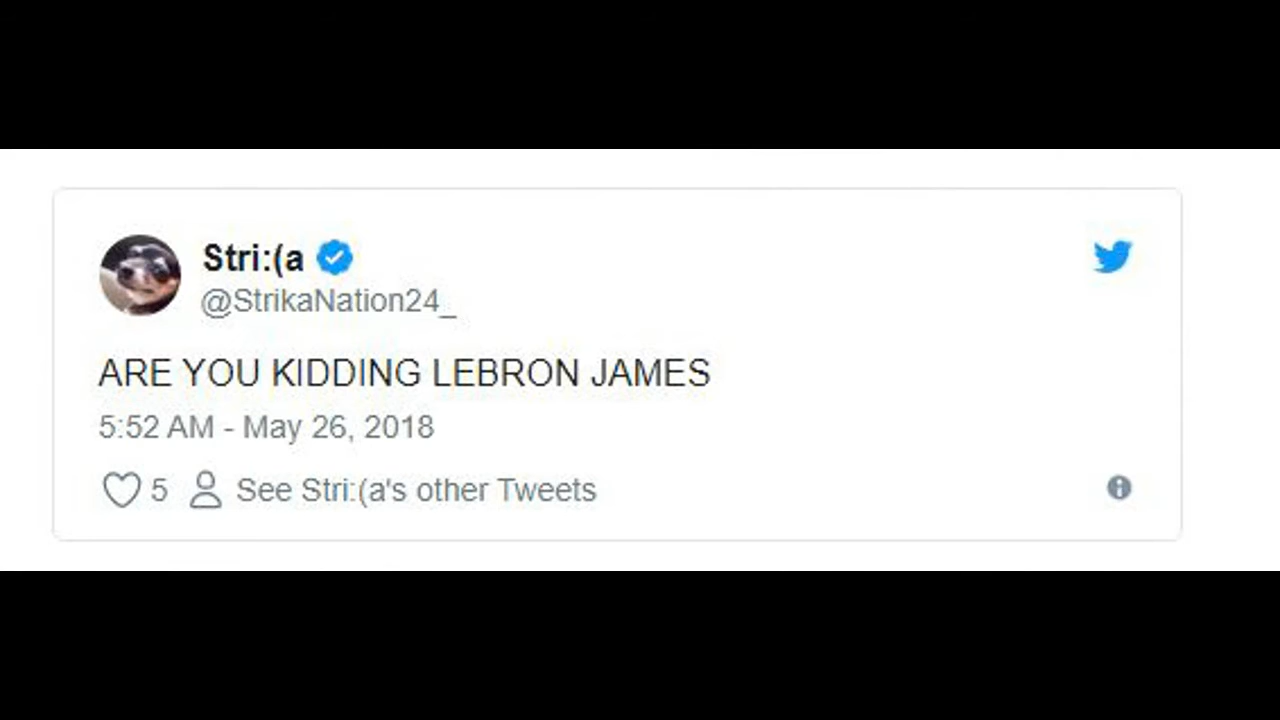 Stri:(a
@StrikaNation24_
ARE YOU KIDDING LEBRON JAMES
5:52 AM - May 26, 2018
5 See Stri:(a's other Tweets